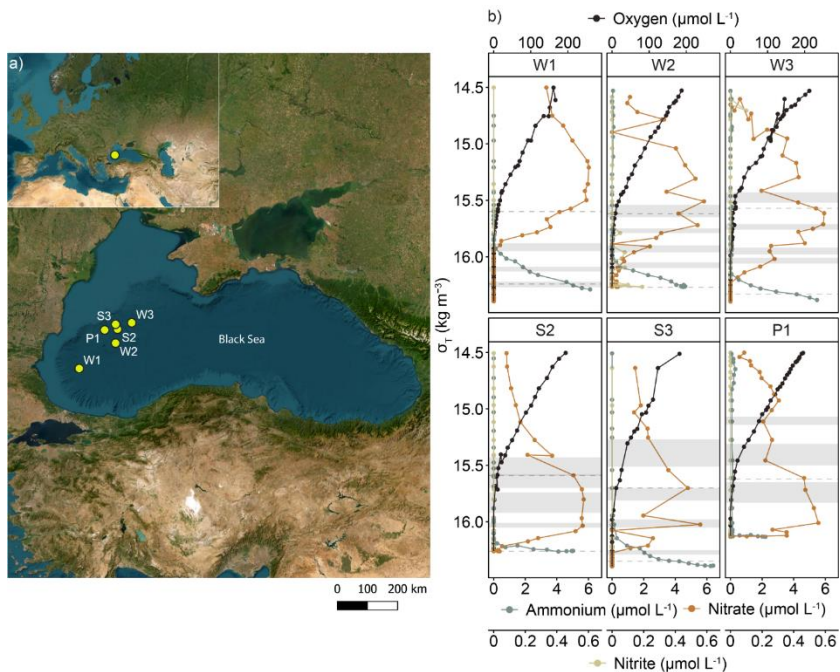 a)
W3
S3
P1
S2
W2
W1
Black Sea
0 100 200 km
b)
Oxygen (µmol L⁻¹)
0 100 200 0 100 200 0 100 200
W1 W2 W3
14.5
15.0
15.5
16.0
σT (kg m⁻³)
S2 S3 P1
14.5
15.0
15.5
16.0
0 2 4 6 0 2 4 6 0 2 4 6
Ammonium (µmol L⁻¹) Nitrate (µmol L⁻¹)
0 0.2 0.4 0.6 0 0.2 0.4 0.6 0 0.2 0.4 0.6
Nitrite (µmol L⁻¹)